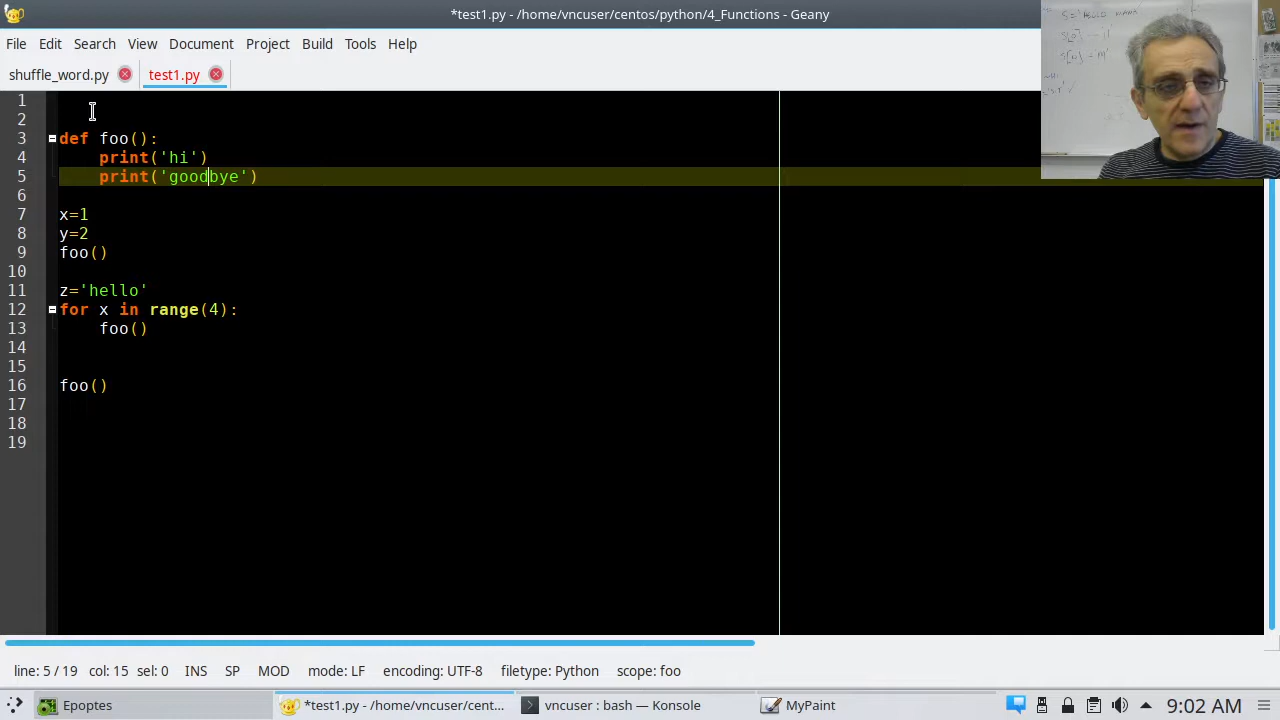 *test1.py - /home/vncuser/centos/python/4_Functions - Geany
File Edit Search View Document Project Build Tools Help
shuffle_word.py test1.py
1
2
3 def foo():
4     print('hi')
5     print('goodbye')
6
7 x=1
8 y=2
9 foo()
10
11 z='hello'
12 for x in range(4):
13     foo()
14
15
16 foo()
17
18
19
line: 5 / 19 col: 15 sel: 0 INS SP MOD mode: LF encoding: UTF-8 filetype: Python scope: foo
Epoptes *test1.py - /home/vncuser/cent... vncuser : bash — Konsole MyPaint 9:02 AM